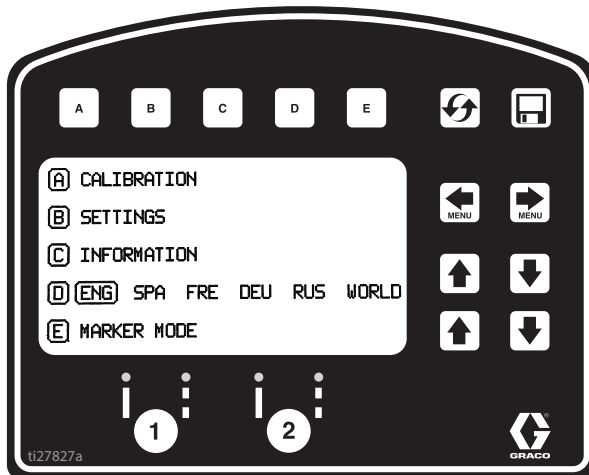 A B C D E
A CALIBRATION
MENU MENU
B SETTINGS
C INFORMATION
D ENG SPA FRE DEU RUS WORLD
E MARKER MODE
1 2
ti27827a
GRACO